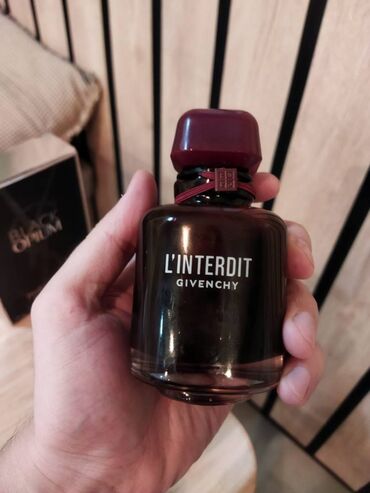 BLACK
OPIUM
L'INTERDIT
GIVENCHY